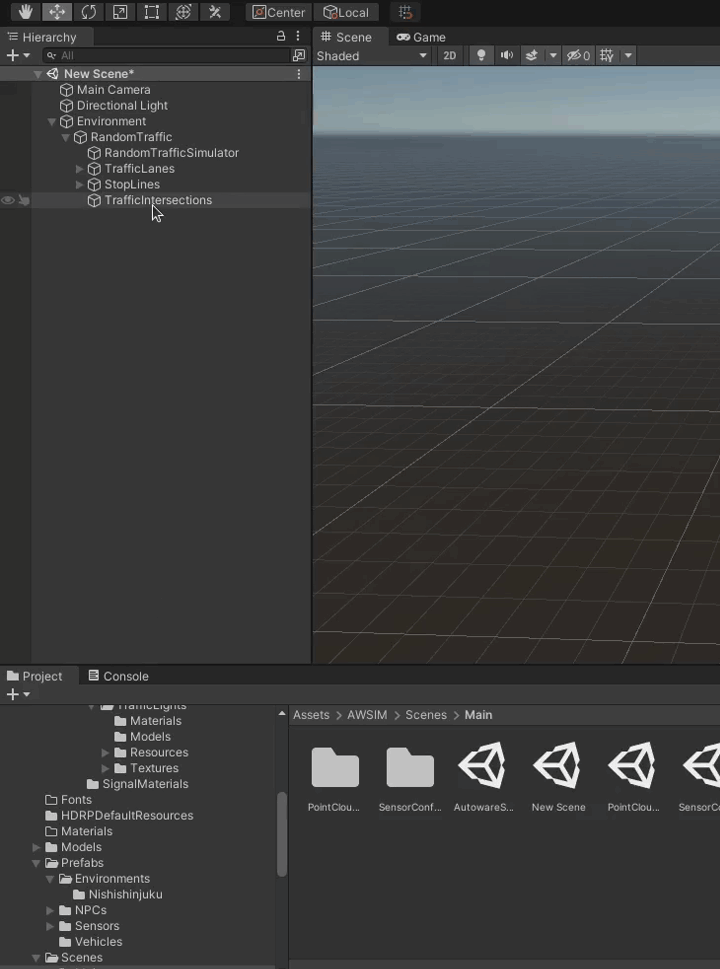 Center Local
Hierarchy
Scene Game
All
Shaded 2D 0
New Scene*
Main Camera
Directional Light
Environment
RandomTraffic
RandomTrafficSimulator
TrafficLanes
StopLines
TrafficIntersections
Project Console
Assets > AWSIM > Scenes > Main
TrafficLights
Materials
Models
Resources
Textures
SignalMaterials
Fonts
HDRPDefaultResources
Materials
Models
Prefabs
Environments
Nishishinjuku
NPCs
Sensors
Vehicles
Scenes
PointClou... SensorConf... AutowareS... New Scene PointClou... SensorCo